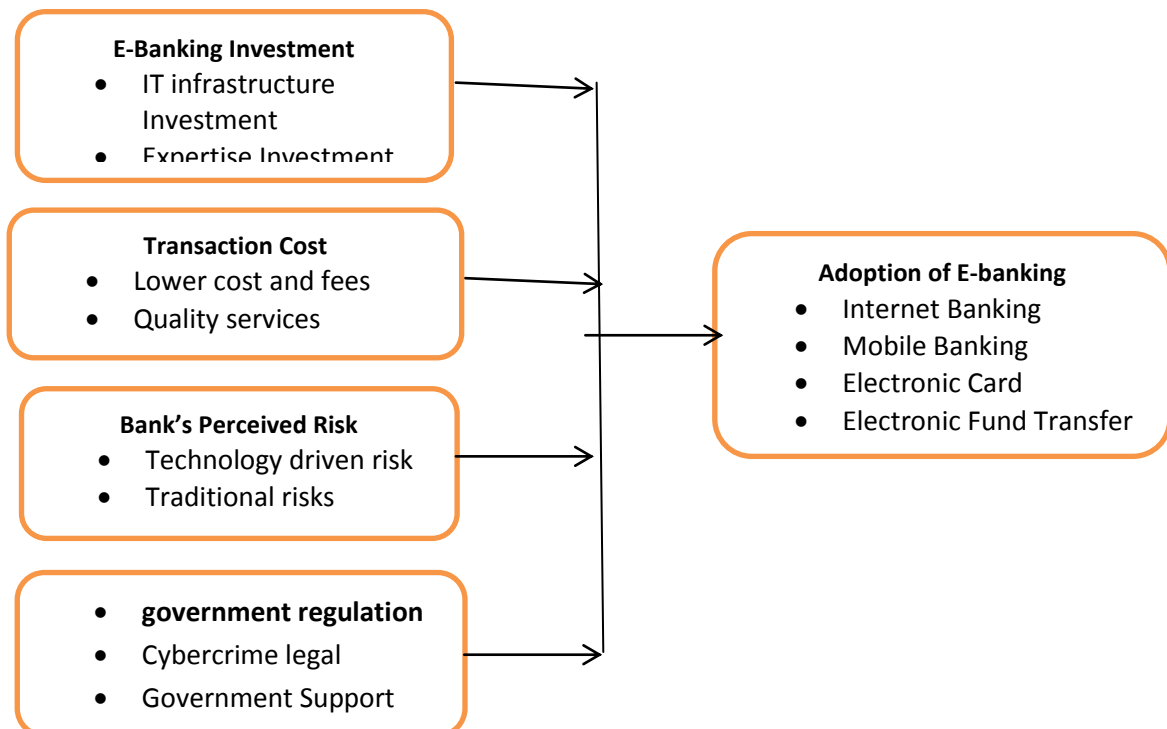 E-Banking Investment
• IT infrastructure
Investment
• Expertise Investment
Transaction Cost
• Lower cost and fees
• Quality services
Bank’s Perceived Risk
• Technology driven risk
• Traditional risks
• government regulation
• Cybercrime legal
• Government Support
Adoption of E-banking
• Internet Banking
• Mobile Banking
• Electronic Card
• Electronic Fund Transfer